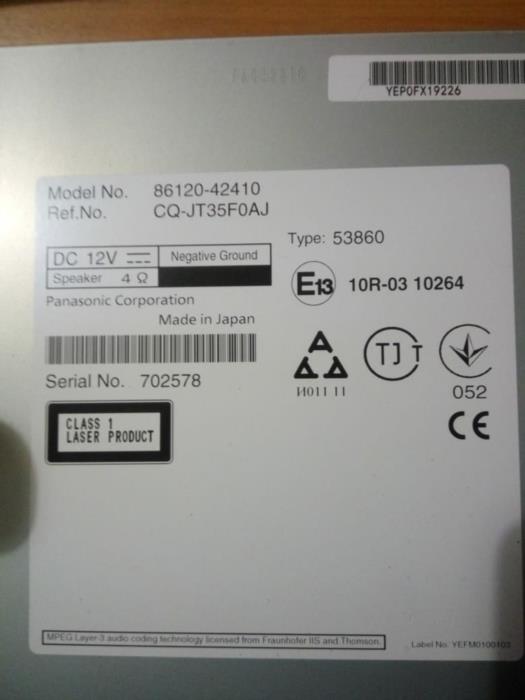 YEP0FX19226
Model No. 86120-42410
Ref.No. CQ-JT35F0AJ
Type: 53860
DC 12V Negative Ground
Speaker 4 Ω
E13 10R-03 10264
Panasonic Corporation
Made in Japan
Serial No. 702578
A
И011 11
TJ T
052
CE
CLASS 1
LASER PRODUCT
MPEG Layer-3 audio coding technology licensed from Fraunhofer IIS and Thomson.
Label No. YEFM0100103